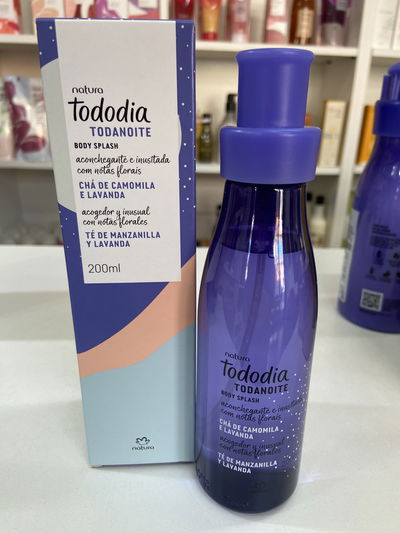 natura
Tododia
TODANOITE
BODY SPLASH
aconchegante e inusitada
com notas florais
CHÁ DE CAMOMILA
E LAVANDA
acogedor y inusual
con notas florales
TÉ DE MANZANILLA
Y LAVANDA
200ml
natura
natura
Tododia
TODANOITE
BODY SPLASH
aconchegante e inusitada
com notas florais
CHÁ DE CAMOMILA
E LAVANDA
acogedor y inusual
con notas florales
TÉ DE MANZANILLA
Y LAVANDA